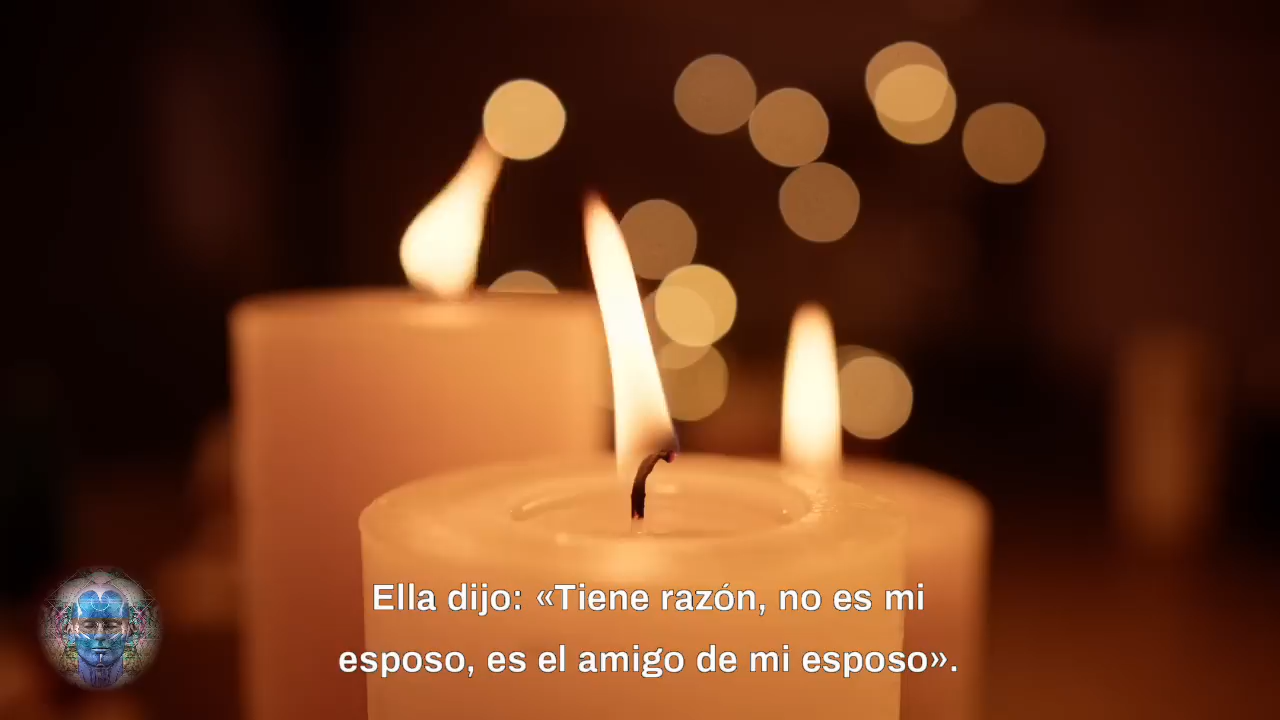 Ella dijo: «Tiene razón, no es mi
esposo, es el amigo de mi esposo».